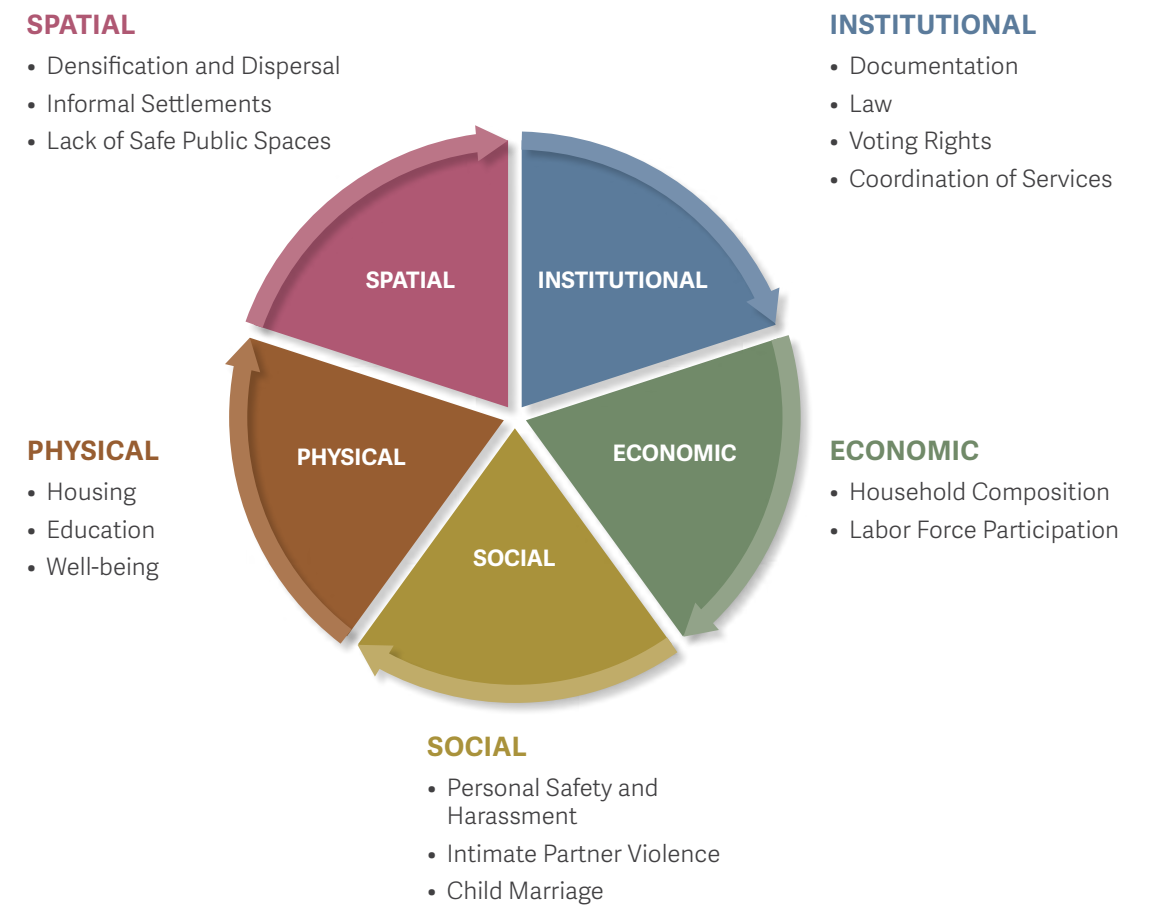 SPATIAL
• Densification and Dispersal
• Informal Settlements
• Lack of Safe Public Spaces
INSTITUTIONAL
• Documentation
• Law
• Voting Rights
• Coordination of Services
SPATIAL
INSTITUTIONAL
PHYSICAL
ECONOMIC
SOCIAL
PHYSICAL
• Housing
• Education
• Well-being
ECONOMIC
• Household Composition
• Labor Force Participation
SOCIAL
• Personal Safety and
Harassment
• Intimate Partner Violence
• Child Marriage